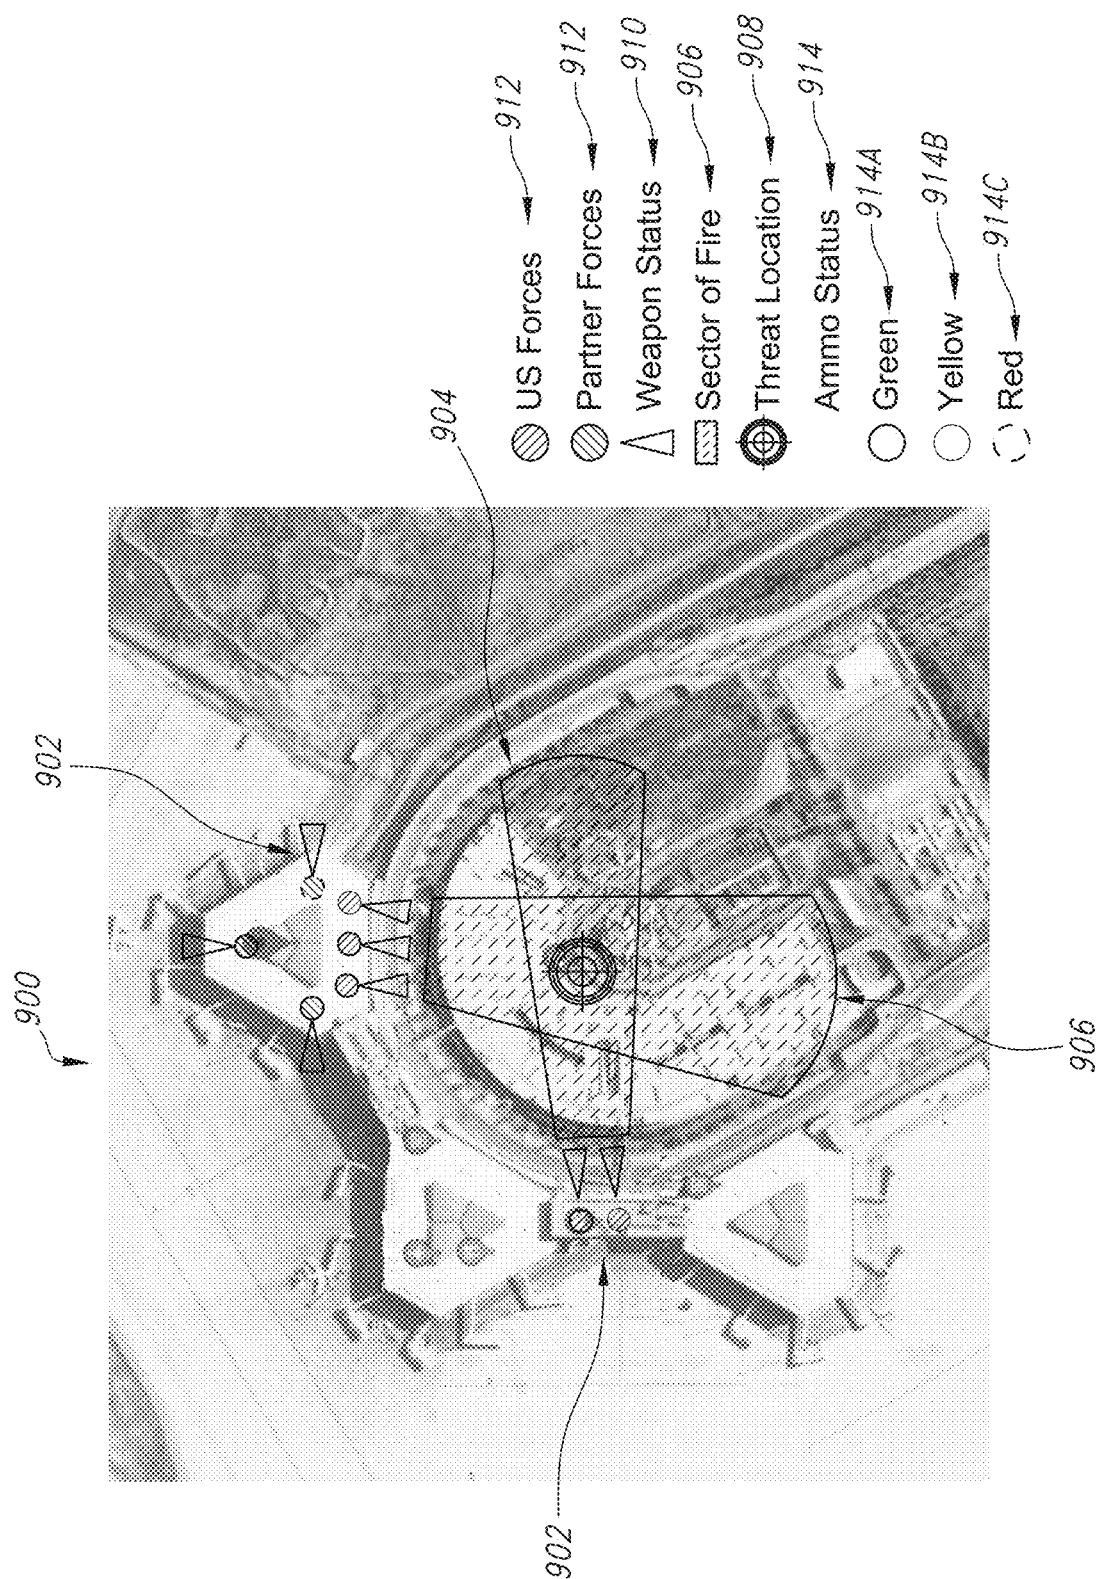 900
902
902
904
906
US Forces 912
Partner Forces 912
Weapon Status 910
Sector of Fire 906
Threat Location 908
Ammo Status 914
Green 914A
Yellow 914B
Red 914C